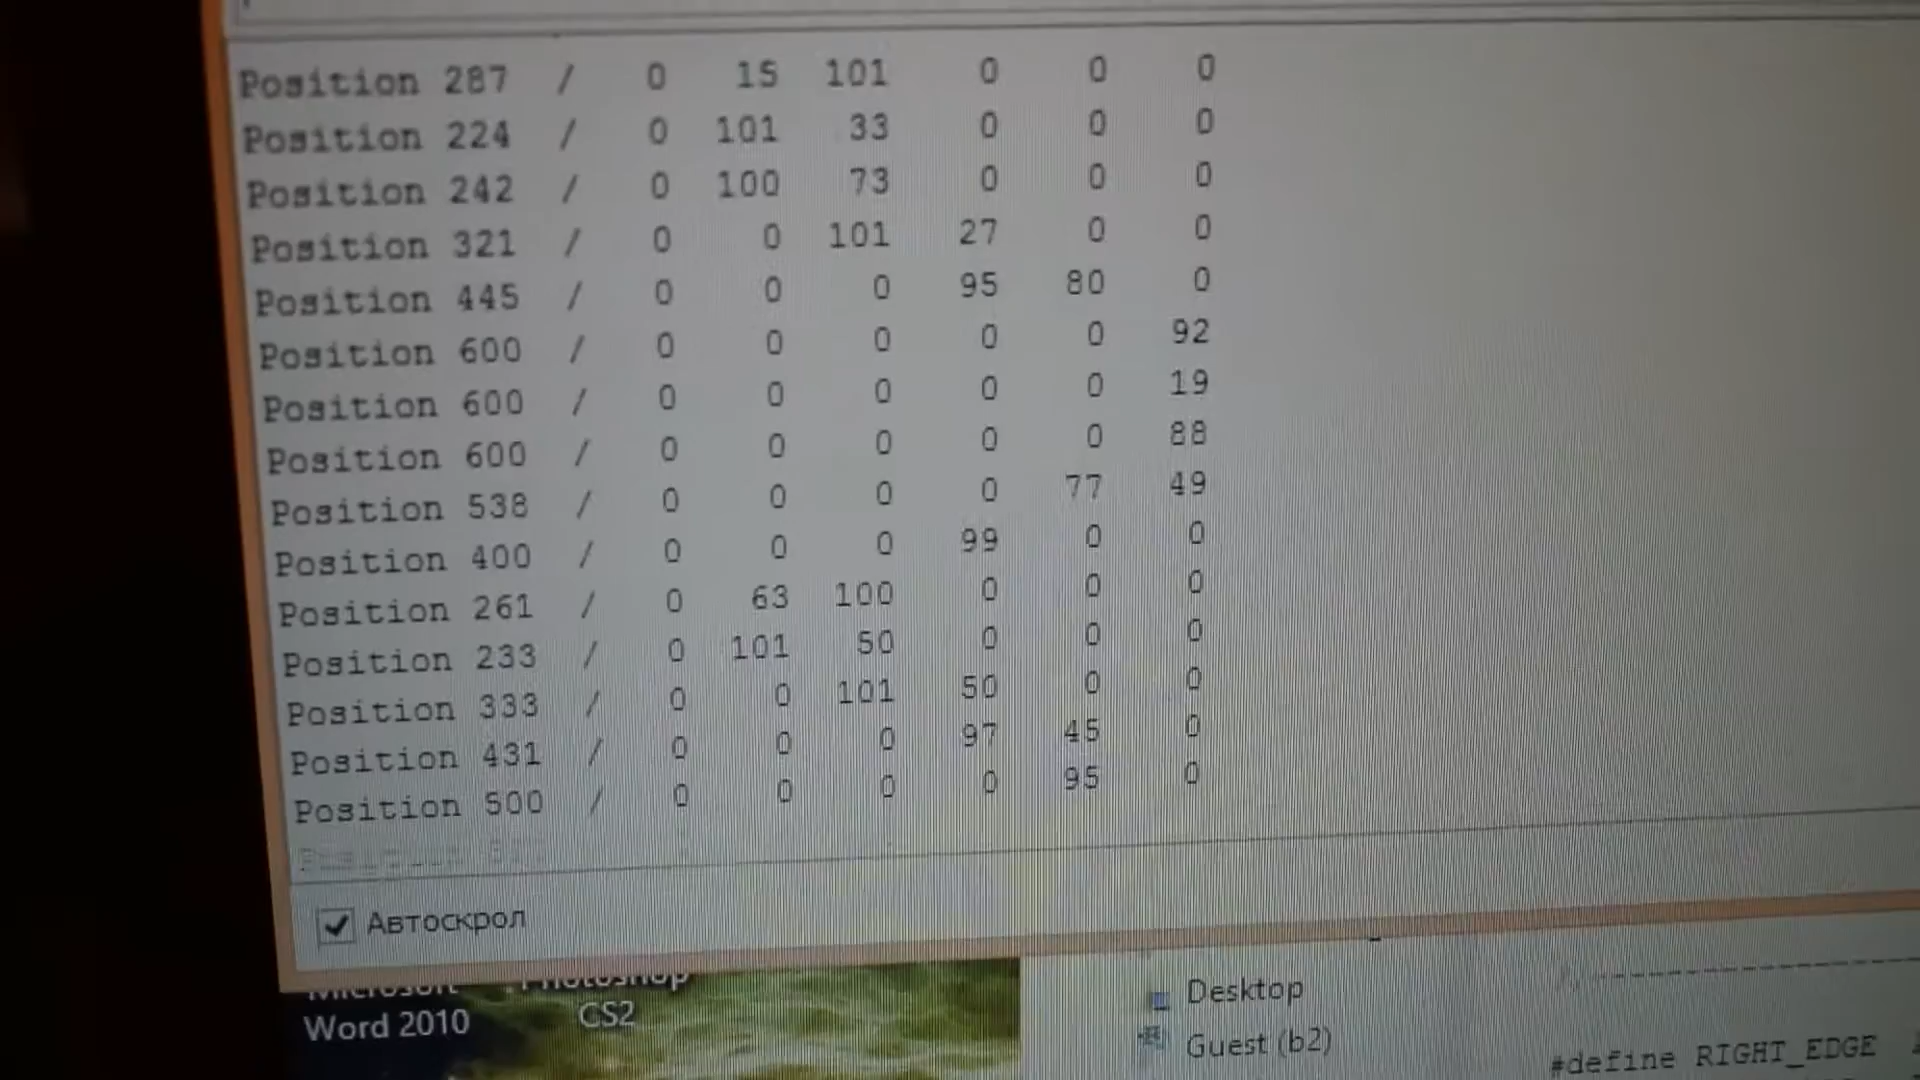 Position 287 / 0 15 101 0 0 0
Position 224 / 0 101 33 0 0 0
Position 242 / 0 100 73 0 0 0
Position 321 / 0 0 101 27 0 0
Position 445 / 0 0 0 95 80 0
Position 600 / 0 0 0 0 0 92
Position 600 / 0 0 0 0 0 19
Position 600 / 0 0 0 0 0 88
Position 538 / 0 0 0 0 77 49
Position 400 / 0 0 0 99 0 0
Position 261 / 0 63 100 0 0 0
Position 233 / 0 101 50 0 0 0
Position 333 / 0 0 101 50 0 0
Position 431 / 0 0 0 97 45 0
Position 500 / 0 0 0 0 95 0
Автоскрол
Microsoft
Word 2010
Photoshop
CS2
Desktop
Guest (b2)
#define RIGHT_EDGE